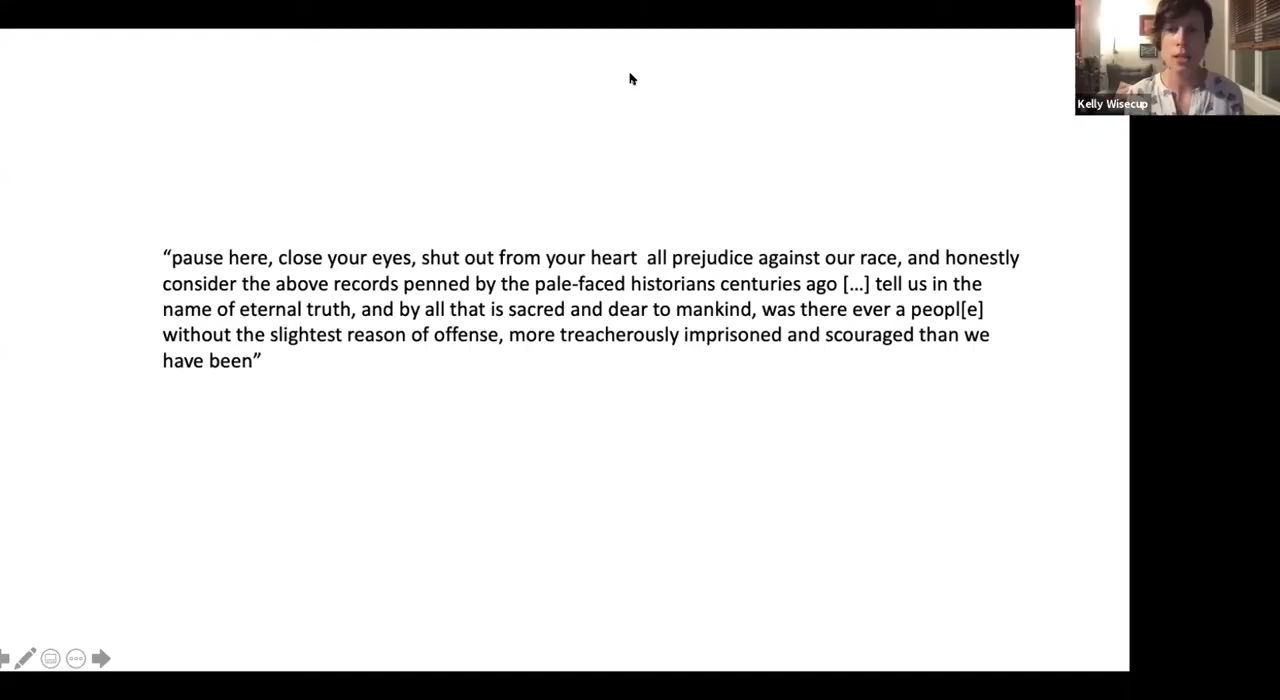 Kelly Wisecup
“pause here, close your eyes, shut out from your heart  all prejudice against our race, and honestly
consider the above records penned by the pale-faced historians centuries ago […] tell us in the
name of eternal truth, and by all that is sacred and dear to mankind, was there ever a peopl[e]
without the slightest reason of offense, more treacherously imprisoned and scouraged than we
have been”